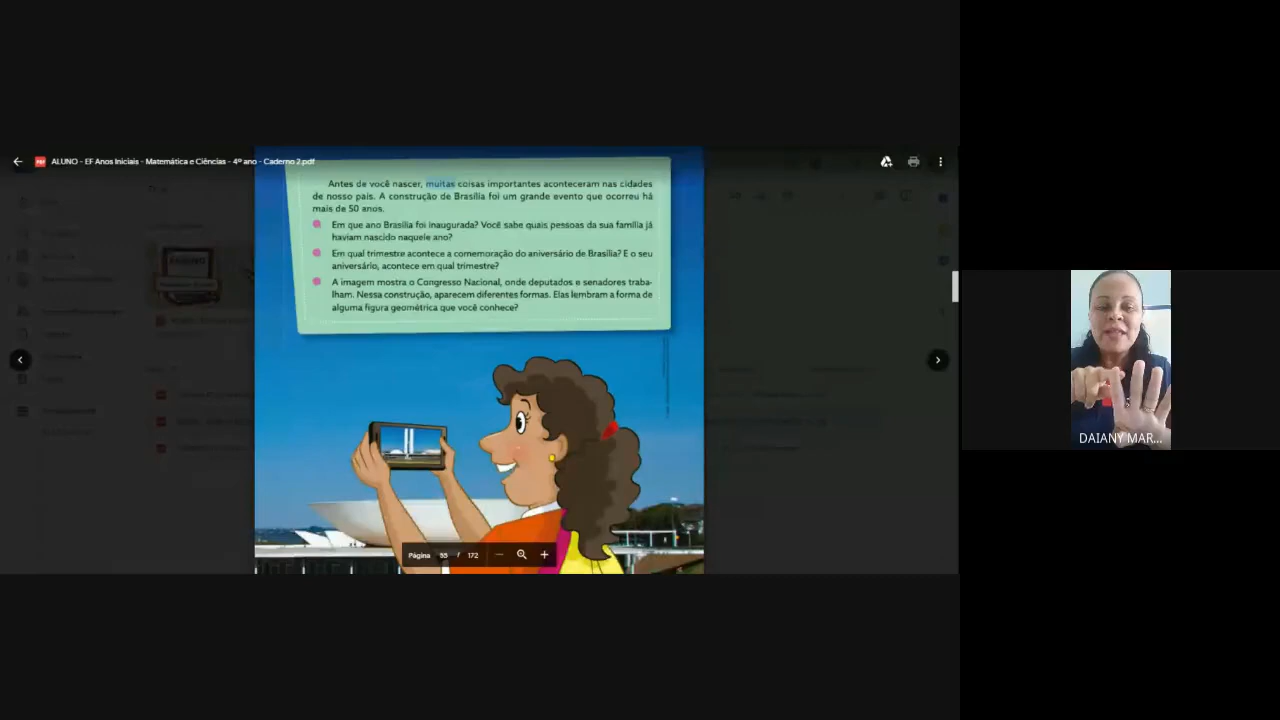 ALUNO - EF Anos Iniciais - Matemática e Ciências - 4º ano - Caderno 2.pdf
Antes de você nascer, muitas coisas importantes aconteceram nas cidades
de nosso país. A construção de Brasília foi um grande evento que ocorreu há
mais de 50 anos.
Em que ano Brasília foi inaugurada? Você sabe quais pessoas da sua família já
haviam nascido naquele ano?
Em qual trimestre acontece a comemoração do aniversário de Brasília? E o seu
aniversário, acontece em qual trimestre?
A imagem mostra o Congresso Nacional, onde deputados e senadores traba-
lham. Nessa construção, aparecem diferentes formas. Elas lembram a forma de
alguma figura geométrica que você conhece?
DAIANY MAR...
Página 55 / 172